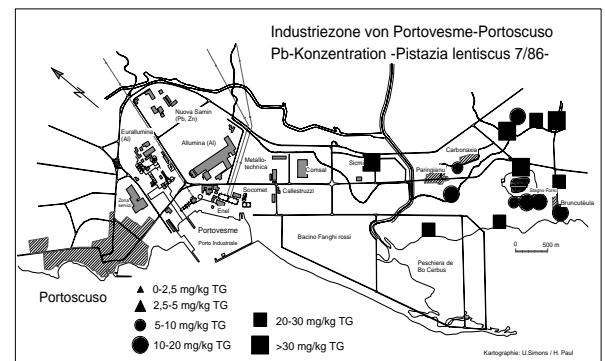 Industriezone von Portovesme-Portoscuso
Pb-Konzentration -Pistazia lentiscus 7/86-
N
Nuova Samin
(Pb, Zn)
Eurallumina
(Al)
Allumina (Al)
Metallo-
technica
Comsal
Sicmi
Carbonaxia
Paringianu
Stagno Forru
Bruncuteula
Zona
servizi
Socomet
Callestruzzi
Enel
Portovesme
Porto Industriale
Bacino Fanghi rossi
Peschiera de
Bo Cerbus
0 500 m
Portoscuso
0-2,5 mg/kg TG
2,5-5 mg/kg TG
5-10 mg/kg TG
10-20 mg/kg TG
20-30 mg/kg TG
>30 mg/kg TG
Kartographie: U.Simons / H. Paul